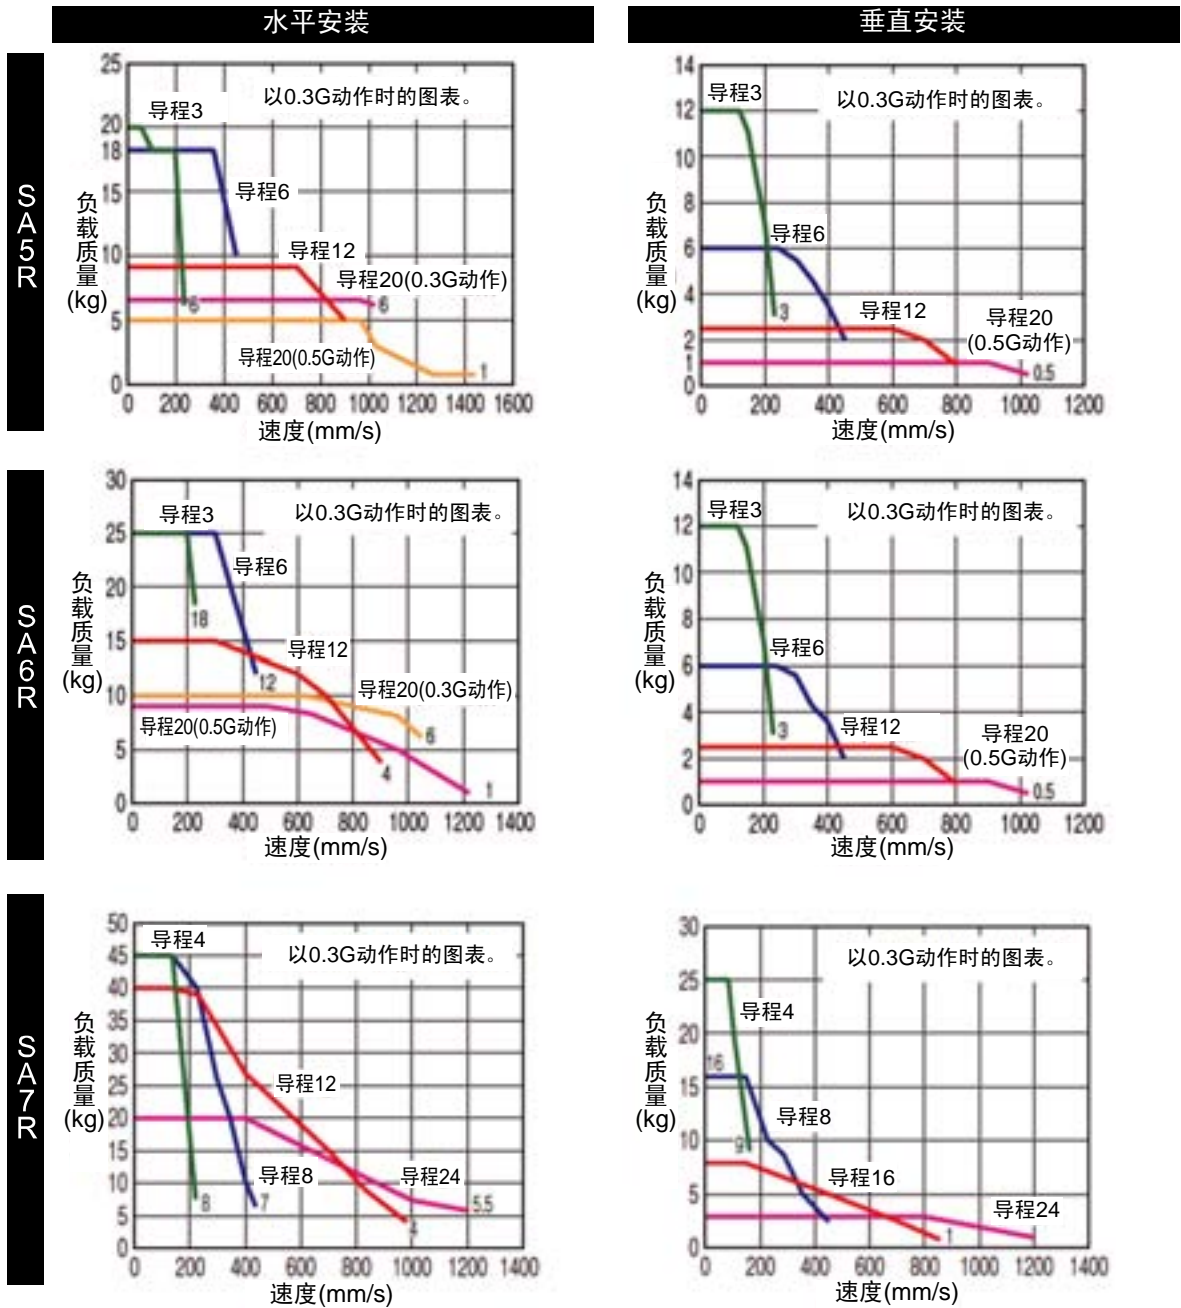 水平安装
垂直安装
SA5R
负载质量
(kg)
25
20
18
15
10
5
0
导程3
以0.3G动作时的图表。
导程6
导程12
导程20(0.3G动作)
6
6
导程20(0.5G动作)
1
0 200 400 600 800 1000 1200 1400 1600
速度(mm/s)
负载质量
(kg)
14
12
10
8
6
4
2
1
0
导程3
以0.3G动作时的图表。
导程6
3
导程12
导程20
(0.5G动作)
0.5
0 200 400 600 800 1000 1200
速度(mm/s)
SA6R
负载质量
(kg)
30
25
20
15
10
5
0
导程3
以0.3G动作时的图表。
导程6
18
导程12
12
导程20(0.3G动作)
导程20(0.5G动作)
6
4
1
0 200 400 600 800 1000 1200 1400
速度(mm/s)
负载质量
(kg)
14
12
10
8
6
4
2
0
导程3
以0.3G动作时的图表。
导程6
3
导程12
导程20
(0.5G动作)
0.5
0 200 400 600 800 1000 1200
速度(mm/s)
SA7R
负载质量
(kg)
50
45
40
35
30
25
20
15
10
5
0
导程4
以0.3G动作时的图表。
导程12
导程8
导程24
8
7
5.5
4
0 200 400 600 800 1000 1200 1400
速度(mm/s)
负载质量
(kg)
30
25
20
15
10
5
0
以0.3G动作时的图表。
导程4
16
导程8
9
导程16
导程24
1
0 200 400 600 800 1000 1200 1400
速度(mm/s)